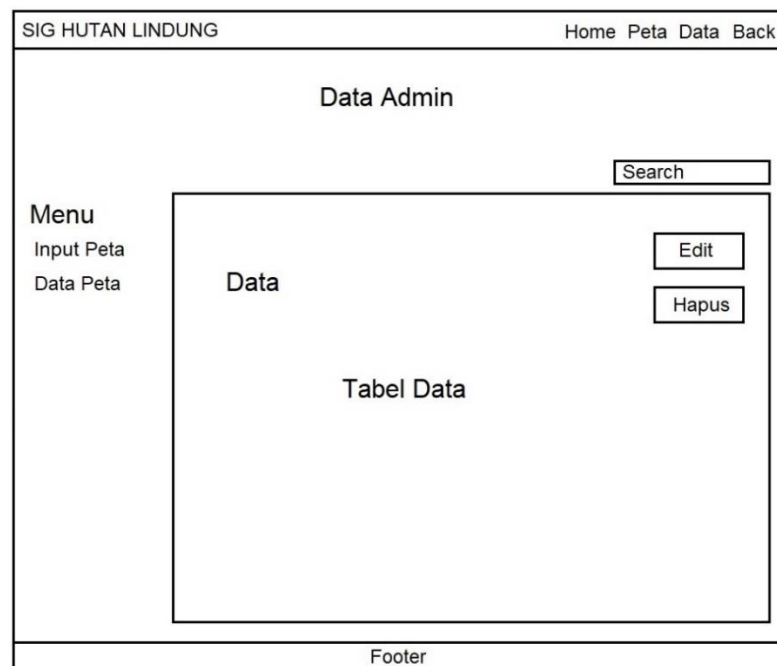 SIG HUTAN LINDUNG Home Peta Data Back
Data Admin
Search
Menu
Input Peta
Data Peta
Data
Edit
Hapus
Tabel Data
Footer